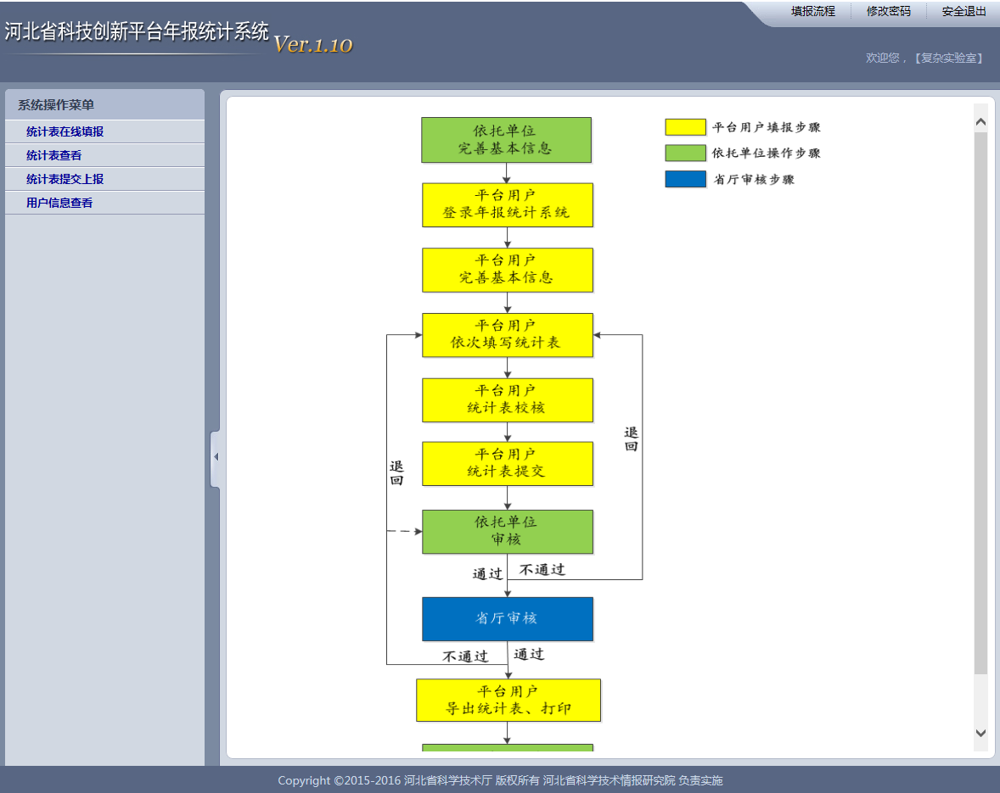 填报流程 修改密码 安全退出
河北省科技创新平台年报统计系统 Ver.1.10
欢迎您，【复杂实验室】
系统操作菜单
统计表在线填报
统计表查看
统计表提交上报
用户信息查看
依托单位
完善基本信息
平台用户填报步骤
依托单位操作步骤
省厅审核步骤
平台用户
登录年报统计系统
平台用户
完善基本信息
平台用户
依次填写统计表
平台用户
统计表校核
退回
平台用户
统计表提交
退回
依托单位
审核
通过 不通过
省厅审核
不通过 通过
平台用户
导出统计表、打印
Copyright ©2015-2016 河北省科学技术厅 版权所有 河北省科学技术情报研究院 负责实施